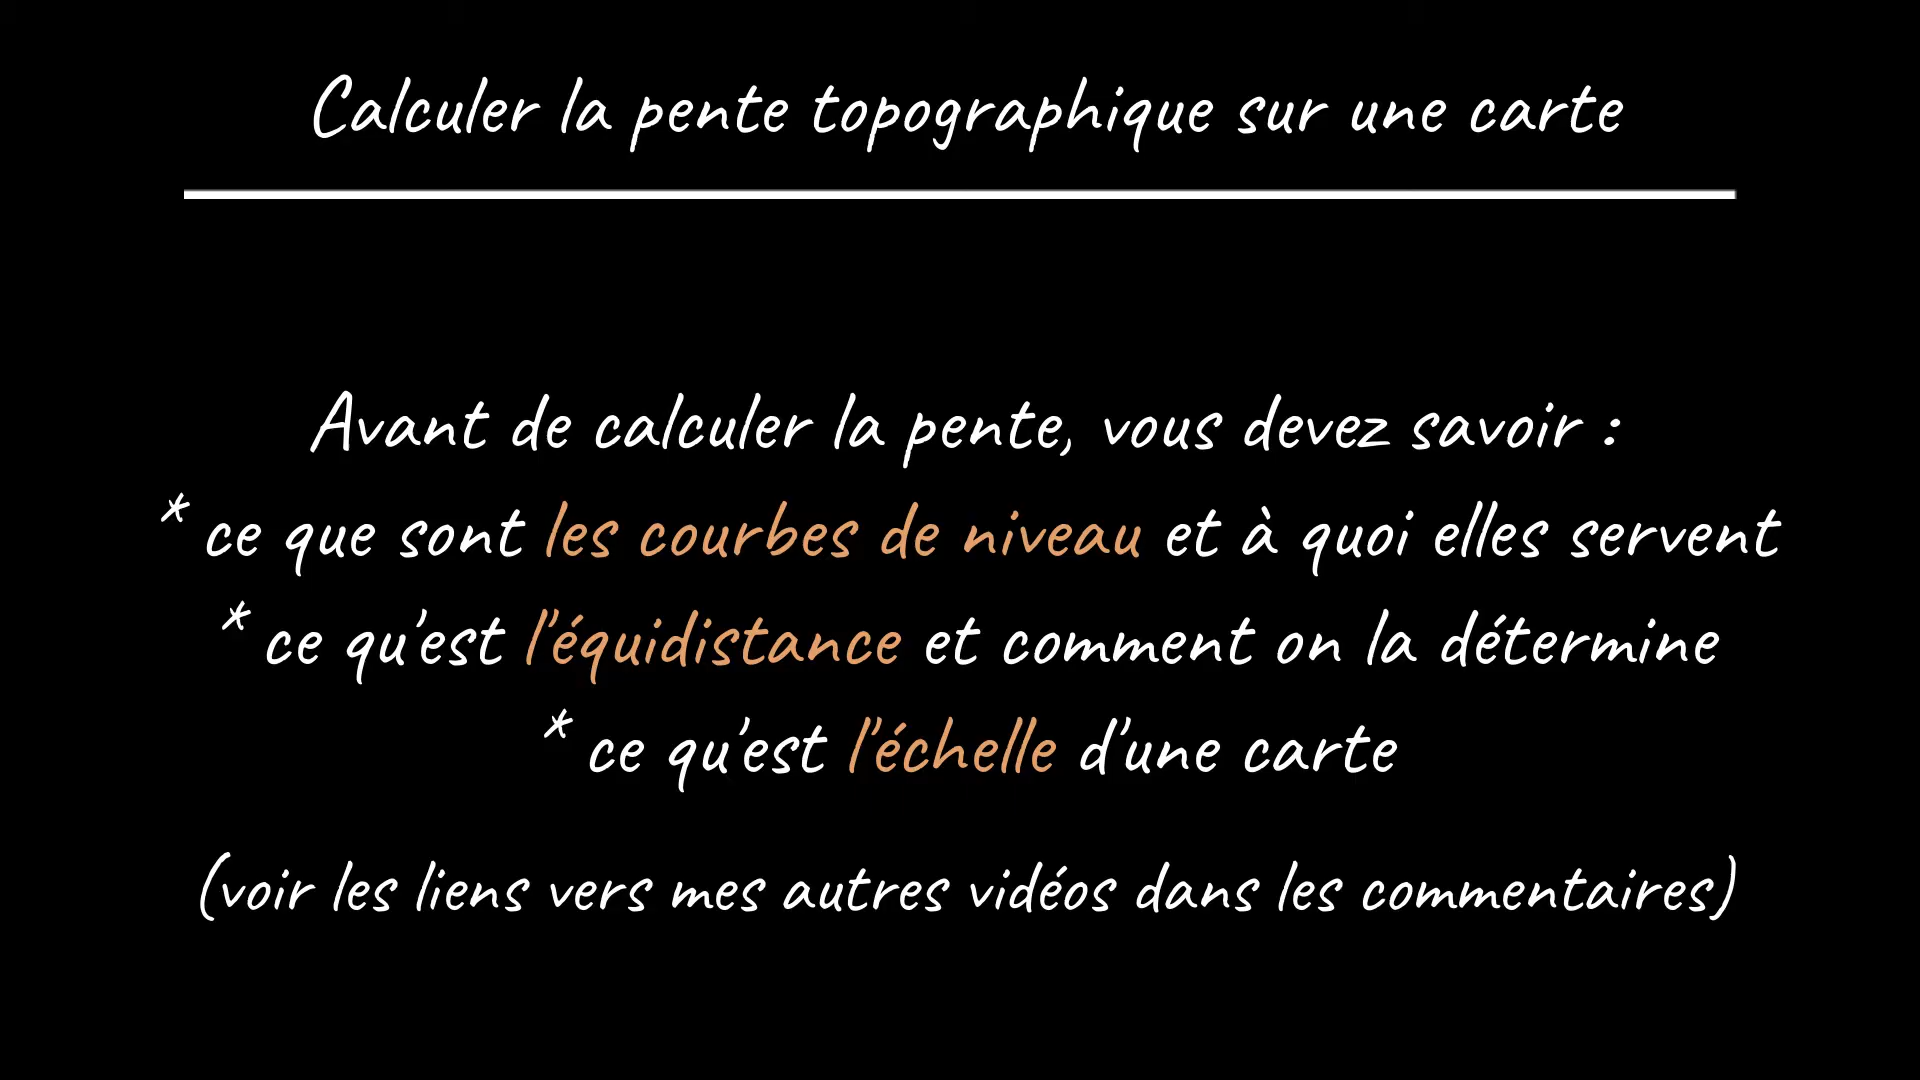 Calculer la pente topographique sur une carte
Avant de calculer la pente, vous devez savoir :
* ce que sont les courbes de niveau et à quoi elles servent
* ce qu'est l'équidistance et comment on la détermine
* ce qu'est l'échelle d'une carte
(voir les liens vers mes autres vidéos dans les commentaires)